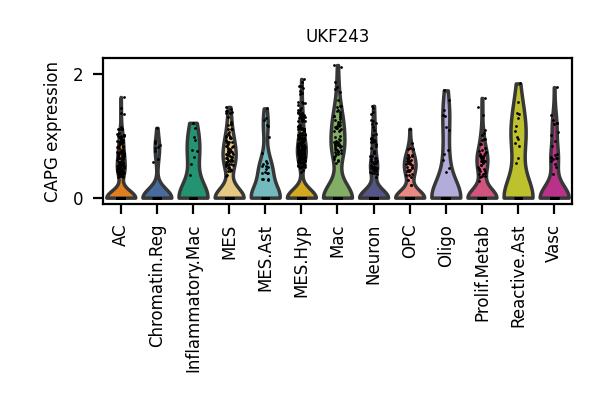 UKF243
CAPG expression
2
0
AC
Chromatin.Reg
Inflammatory.Mac
MES
MES.Ast
MES.Hyp
Mac
Neuron
OPC
Oligo
Prolif.Metab
Reactive.Ast
Vasc